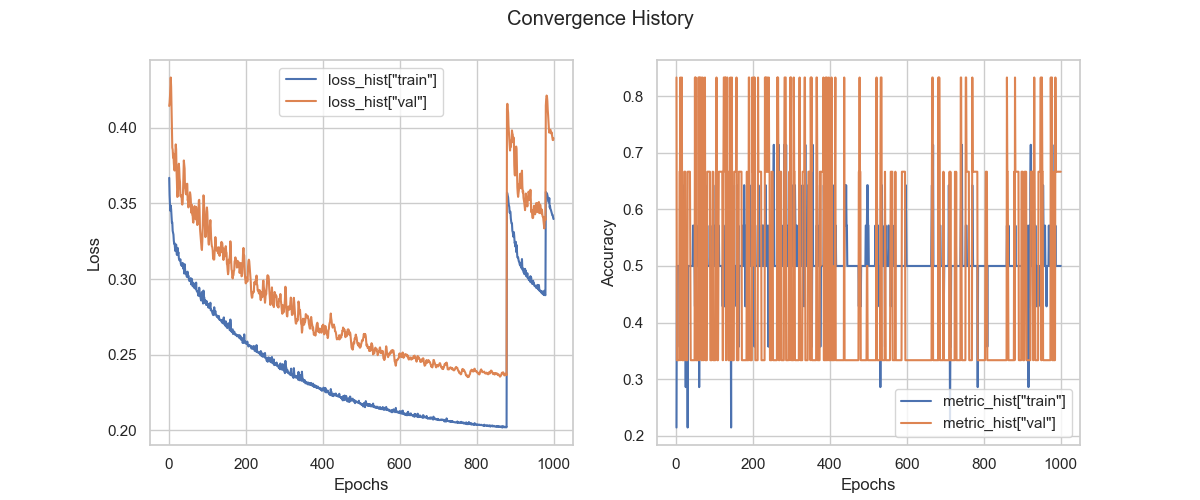 Convergence History
loss_hist["train"]
loss_hist["val"]
Loss
0.40
0.35
0.30
0.25
0.20
0 200 400 600 800 1000
Epochs
Accuracy
0.8
0.7
0.6
0.5
0.4
0.3
0.2
metric_hist["train"]
metric_hist["val"]
0 200 400 600 800 1000
Epochs